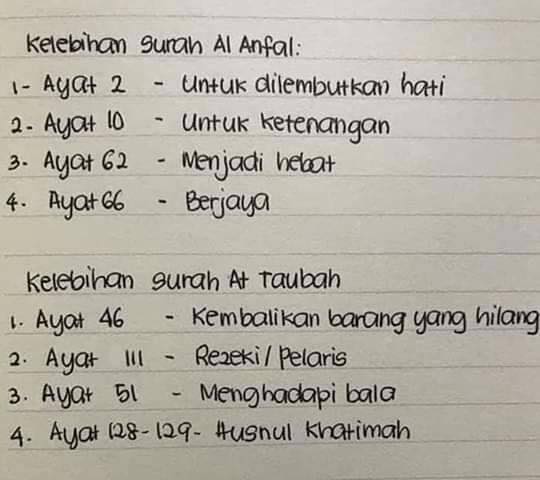 Kelebihan surah Al Anfal:
1- Ayat 2 - Untuk dilembutkan hati
2- Ayat 10 - Untuk ketenangan
3- Ayat 62 - Menjadi hebat
4. Ayat 66 - Berjaya
Kelebihan surah At Taubah
1. Ayat 46 - Kembalikan barang yang hilang
2. Ayat 111 - Rezeki/Pelaris
3. Ayat 51 - Menghadapi bala
4. Ayat 128-129- Husnul Khatimah